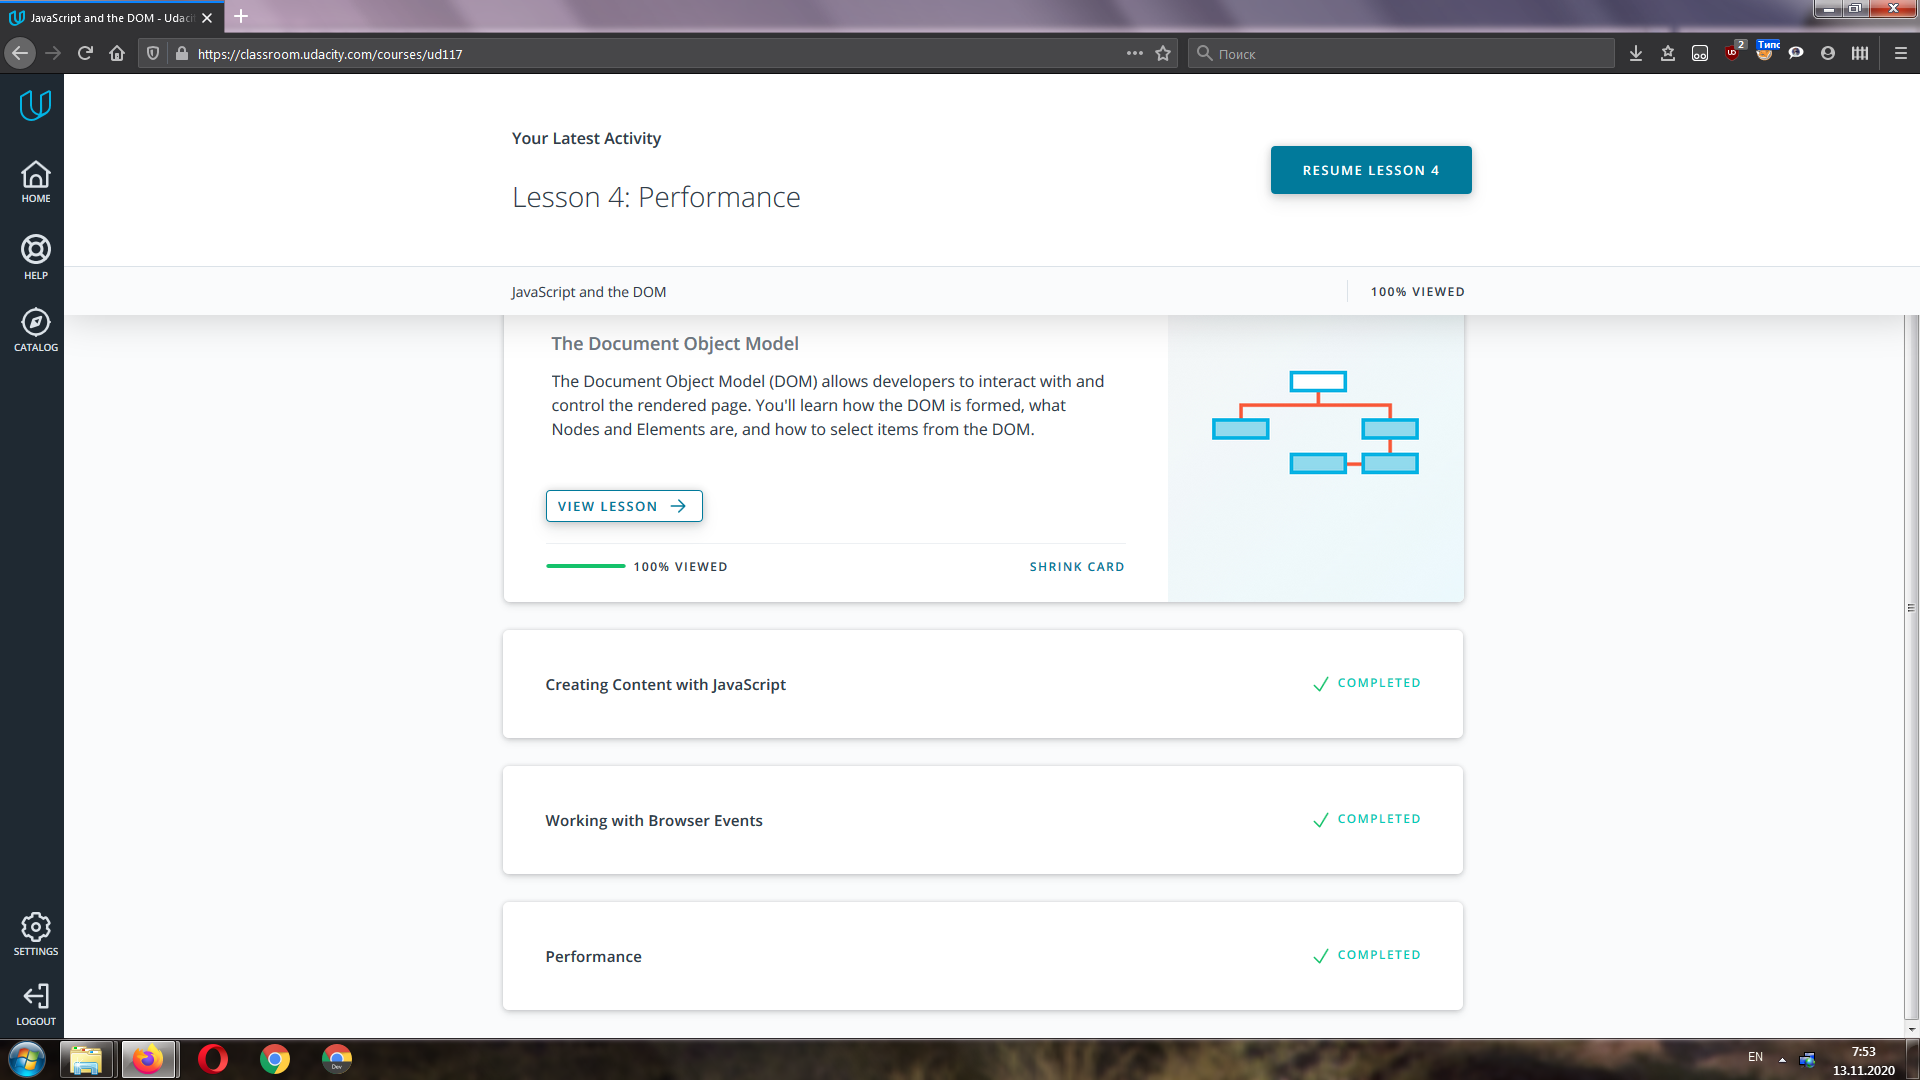 JavaScript and the DOM - Udaci
https://classroom.udacity.com/courses/ud117
Поиск
2
Типс
HOME
HELP
CATALOG
SETTINGS
LOGOUT
Your Latest Activity
Lesson 4: Performance
RESUME LESSON 4
JavaScript and the DOM
100% VIEWED
The Document Object Model
The Document Object Model (DOM) allows developers to interact with and
control the rendered page. You'll learn how the DOM is formed, what
Nodes and Elements are, and how to select items from the DOM.
VIEW LESSON
100% VIEWED
SHRINK CARD
Creating Content with JavaScript
COMPLETED
Working with Browser Events
COMPLETED
Performance
COMPLETED
Dev
EN
7:53
13.11.2020